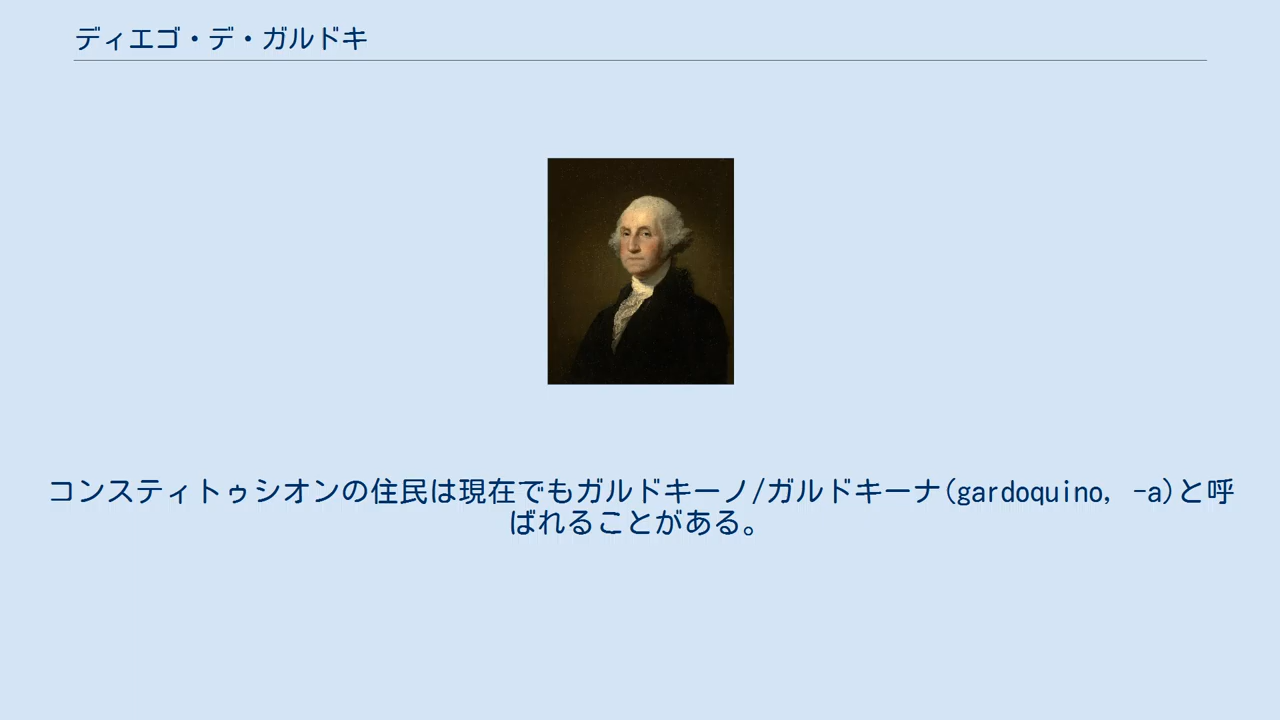 ディエゴ・デ・ガルドキ
コンスティトゥシオンの住民は現在でもガルドキーノ/ガルドキーナ(gardoquino, -a)と呼
ばれることがある。